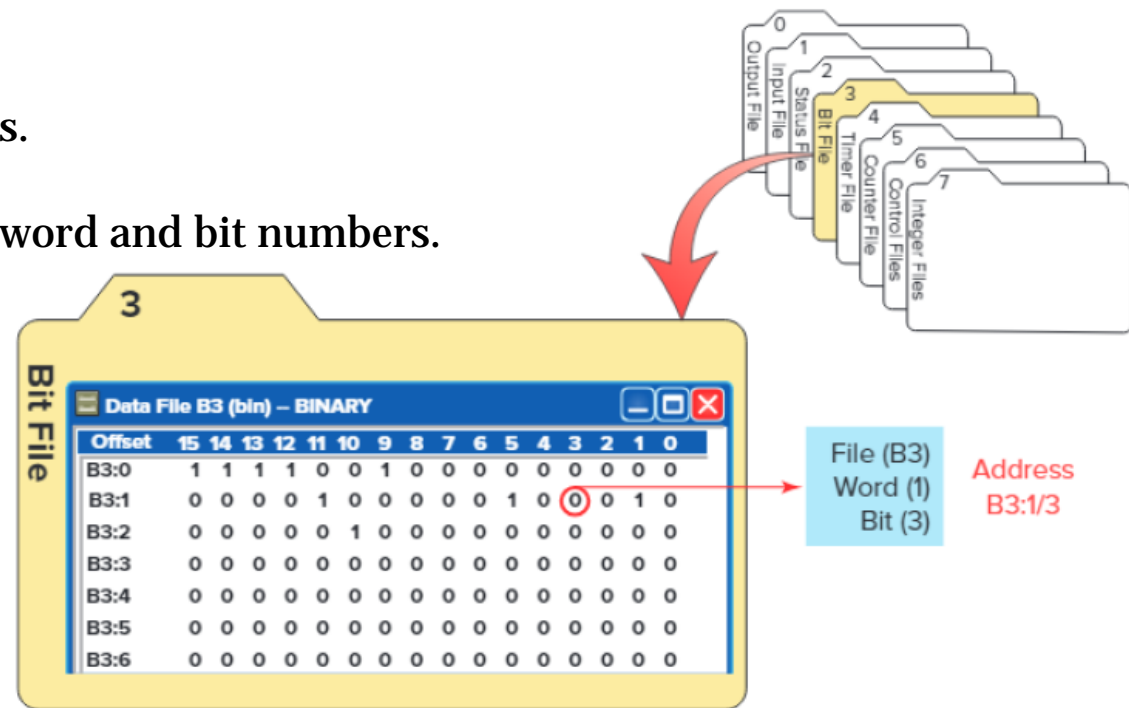 s.
word and bit numbers.
0
Output File
1
Input File
2
Status File
3
Bit File
4
Timer File
5
Counter File
6
Control Files
7
Integer Files
3
Bit File
Data File B3 (bin) – BINARY
Offset 15 14 13 12 11 10 9 8 7 6 5 4 3 2 1 0
B3:0 1 1 1 1 0 0 1 0 0 0 0 0 0 0 0 0
B3:1 0 0 0 0 1 0 0 0 0 0 1 0 0 0 1 0
B3:2 0 0 0 0 0 1 0 0 0 0 0 0 0 0 0 0
B3:3 0 0 0 0 0 0 0 0 0 0 0 0 0 0 0 0
B3:4 0 0 0 0 0 0 0 0 0 0 0 0 0 0 0 0
B3:5 0 0 0 0 0 0 0 0 0 0 0 0 0 0 0 0
B3:6 0 0 0 0 0 0 0 0 0 0 0 0 0 0 0 0
File (B3)
Word (1)
Bit (3)
Address
B3:1/3